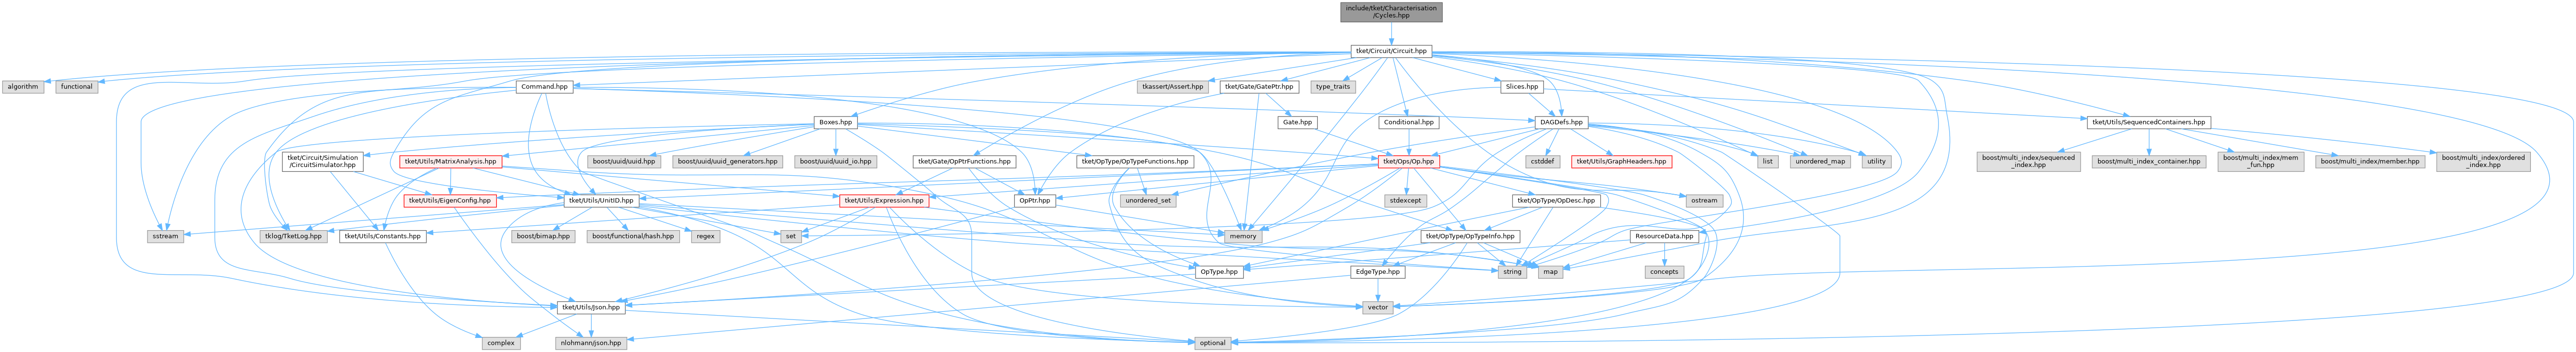 include/tket/Characterisation
/Cycles.hpp
tket/Circuit/Circuit.hpp
algorithm
functional
Command.hpp
tkassert/Assert.hpp
tket/Gate/GatePtr.hpp
type_traits
Slices.hpp
Boxes.hpp
Gate.hpp
Conditional.hpp
DAGDefs.hpp
tket/Utils/SequencedContainers.hpp
tket/Circuit/Simulation
/CircuitSimulator.hpp
tket/Utils/MatrixAnalysis.hpp
boost/uuid/uuid.hpp
boost/uuid/uuid_generators.hpp
boost/uuid/uuid_io.hpp
tket/Gate/OpPtrFunctions.hpp
tket/OpType/OpTypeFunctions.hpp
tket/Ops/Op.hpp
cstddef
tket/Utils/GraphHeaders.hpp
list
unordered_map
utility
boost/multi_index/sequenced
_index.hpp
boost/multi_index_container.hpp
boost/multi_index/mem
_fun.hpp
boost/multi_index/member.hpp
boost/multi_index/ordered
_index.hpp
tket/Utils/EigenConfig.hpp
tket/Utils/UnitID.hpp
tket/Utils/Expression.hpp
OpPtr.hpp
unordered_set
stdexcept
tket/OpType/OpDesc.hpp
ostream
sstream
tklog/TketLog.hpp
tket/Utils/Constants.hpp
boost/bimap.hpp
boost/functional/hash.hpp
regex
set
memory
tket/OpType/OpTypeInfo.hpp
ResourceData.hpp
OpType.hpp
EdgeType.hpp
string
map
concepts
tket/Utils/Json.hpp
vector
complex
nlohmann/json.hpp
optional